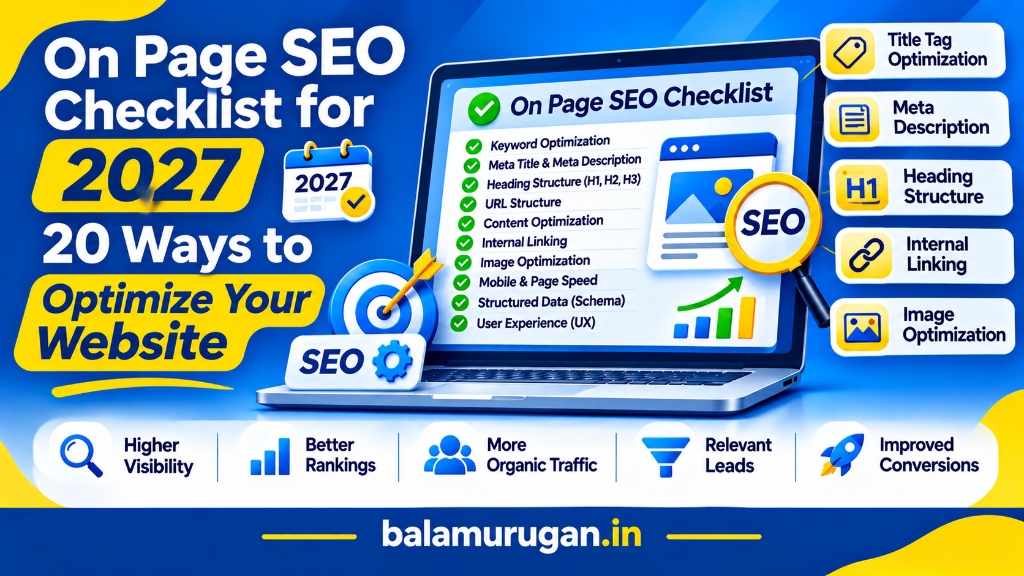 On Page SEO
Checklist for
2027
20 Ways to
Optimize Your
Website
2027
SEO
On Page SEO Checklist
Keyword Optimization
Meta Title & Meta Description
Heading Structure (H1, H2, H3)
URL Structure
Content Optimization
Internal Linking
Image Optimization
Mobile & Page Speed
Structured Data (Schema)
User Experience (UX)
SEO
Title Tag
Optimization
Meta
Description
H1
Heading
Structure
Internal
Linking
Image
Optimization
Higher
Visibility
Better
Rankings
More
Organic Traffic
Relevant
Leads
Improved
Conversions
balamurugan.in